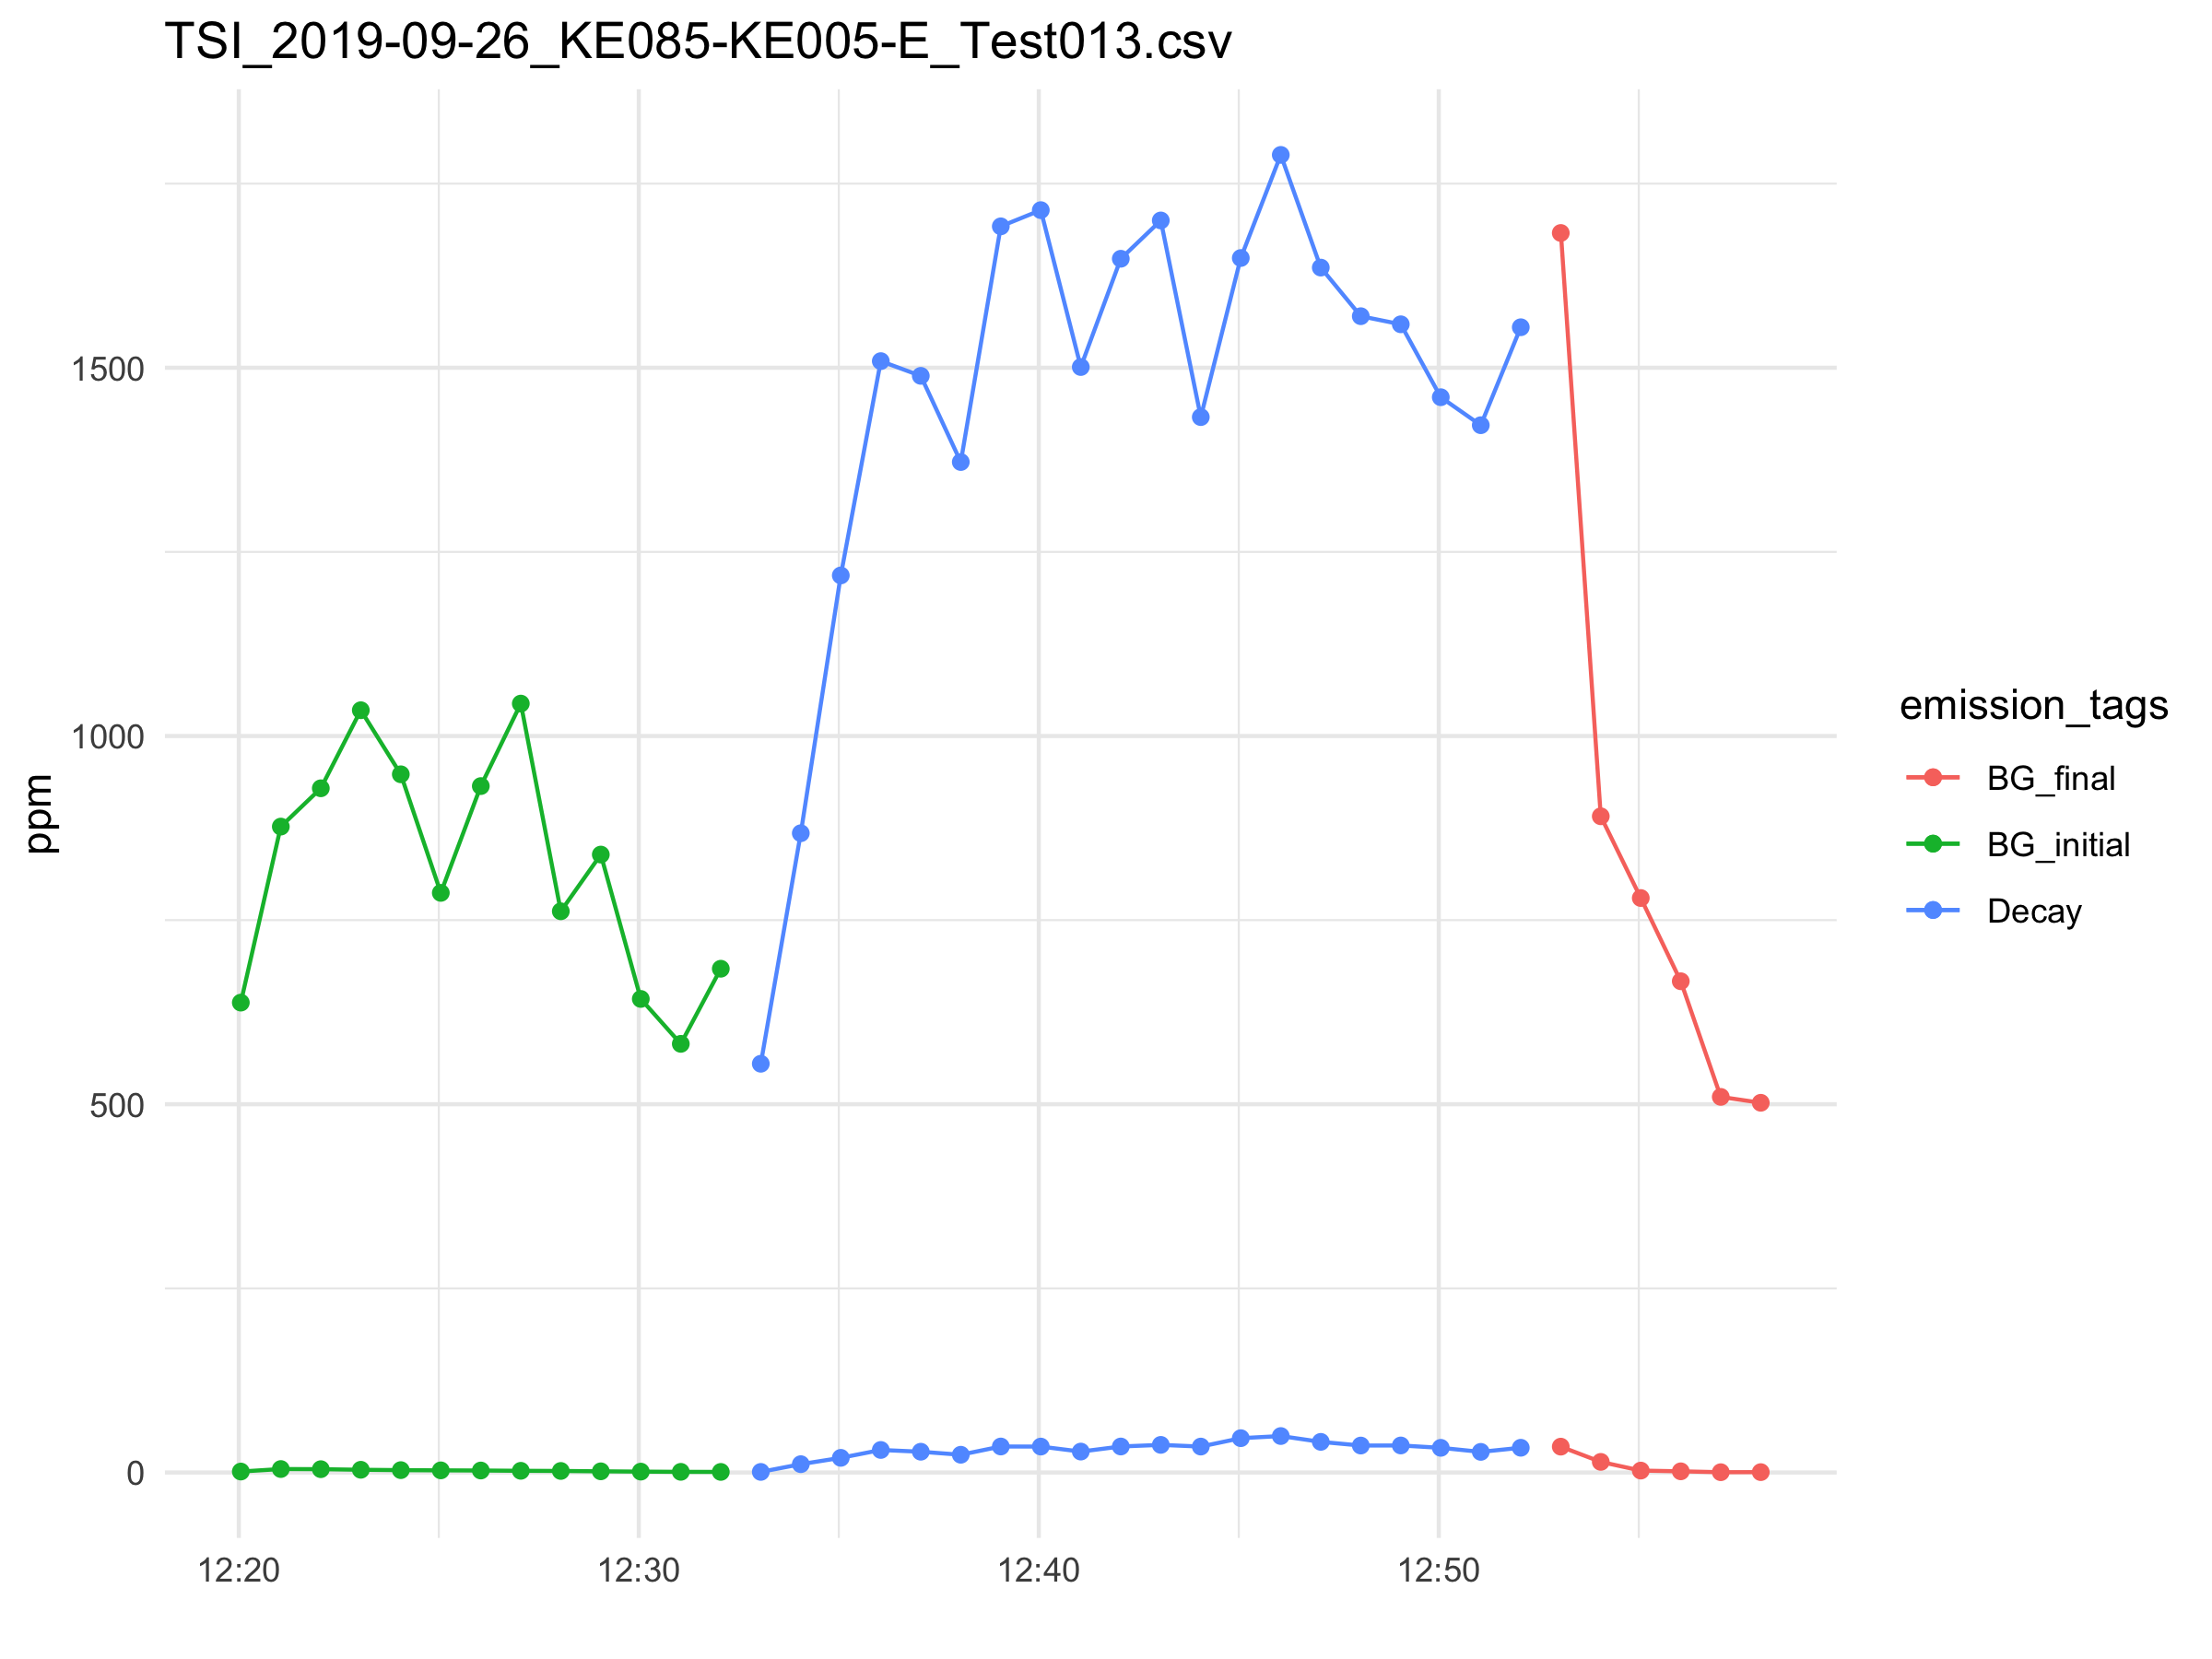 TSI_2019-09-26_KE085-KE005-E_Test013.csv
ppm
1500
1000
500
0
12:20
12:30
12:40
12:50
emission_tags
BG_final
BG_initial
Decay